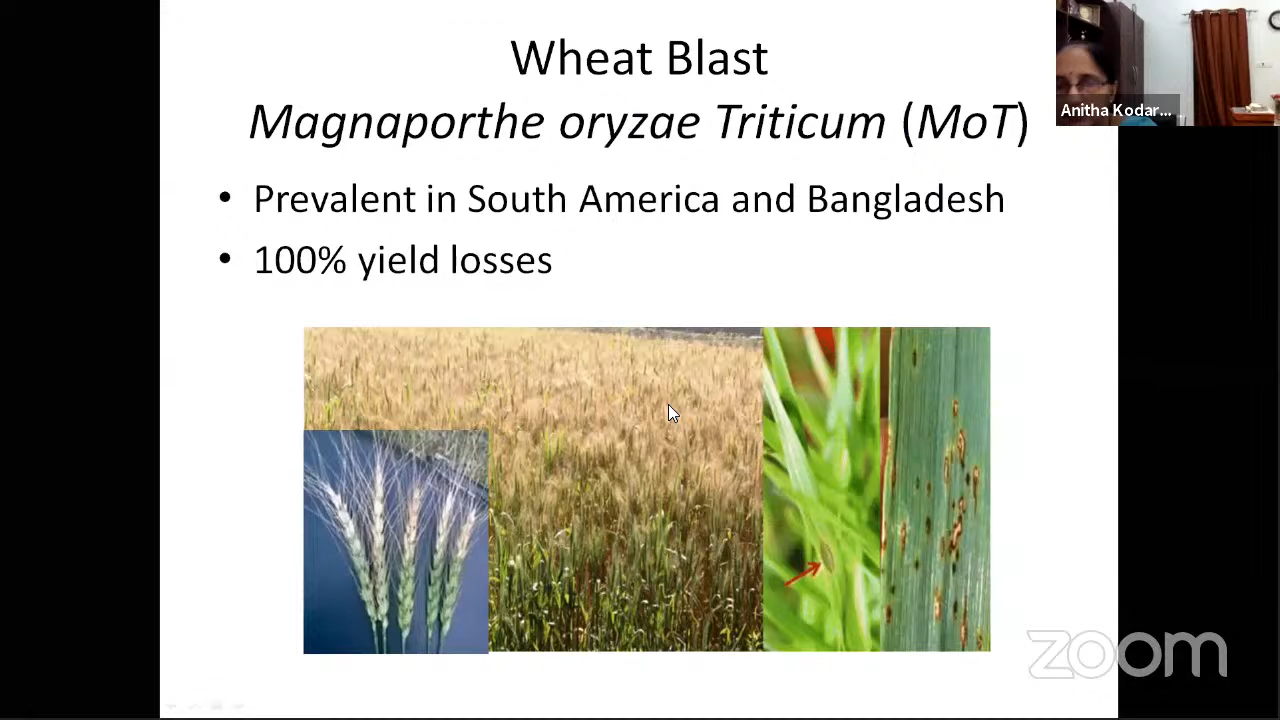 Wheat Blast
Magnaporthe oryzae Triticum (MoT)
• Prevalent in South America and Bangladesh
• 100% yield losses
Anitha Kodar...
zoom